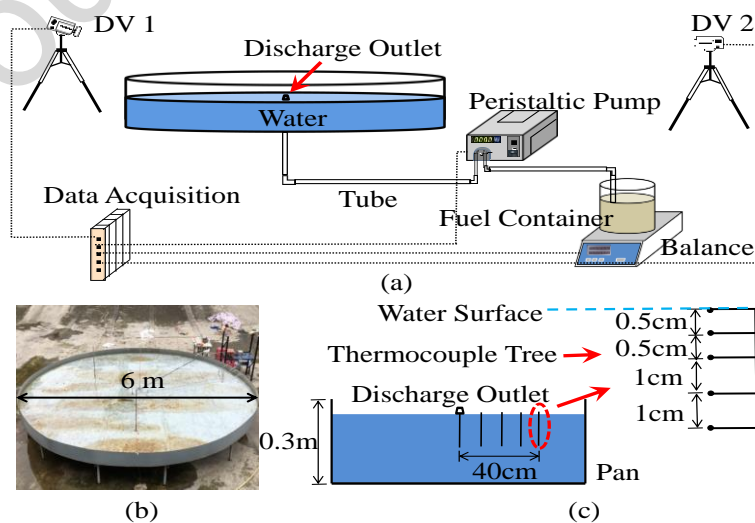 DV 1
DV 2
Discharge Outlet
Peristaltic Pump
Water
Tube
Data Acquisition
Fuel Container
Balance
(a)
6 m
(b)
Water Surface
0.5cm
Thermocouple Tree
0.5cm
1cm
1cm
Discharge Outlet
0.3m
40cm
Pan
(c)